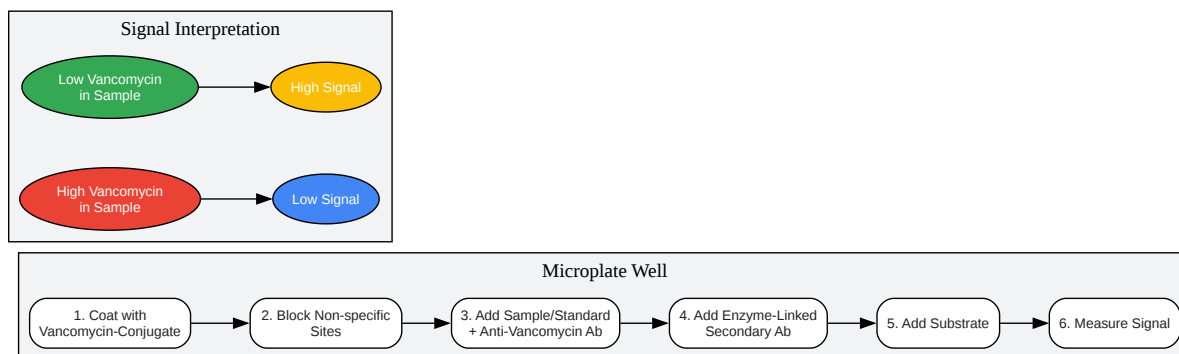 Signal Interpretation
Low Vancomycin
in Sample
High Signal
High Vancomycin
in Sample
Low Signal
Microplate Well
1. Coat with
Vancomycin-Conjugate
2. Block Non-specific
Sites
3. Add Sample/Standard
+ Anti-Vancomycin Ab
4. Add Enzyme-Linked
Secondary Ab
5. Add Substrate
6. Measure Signal